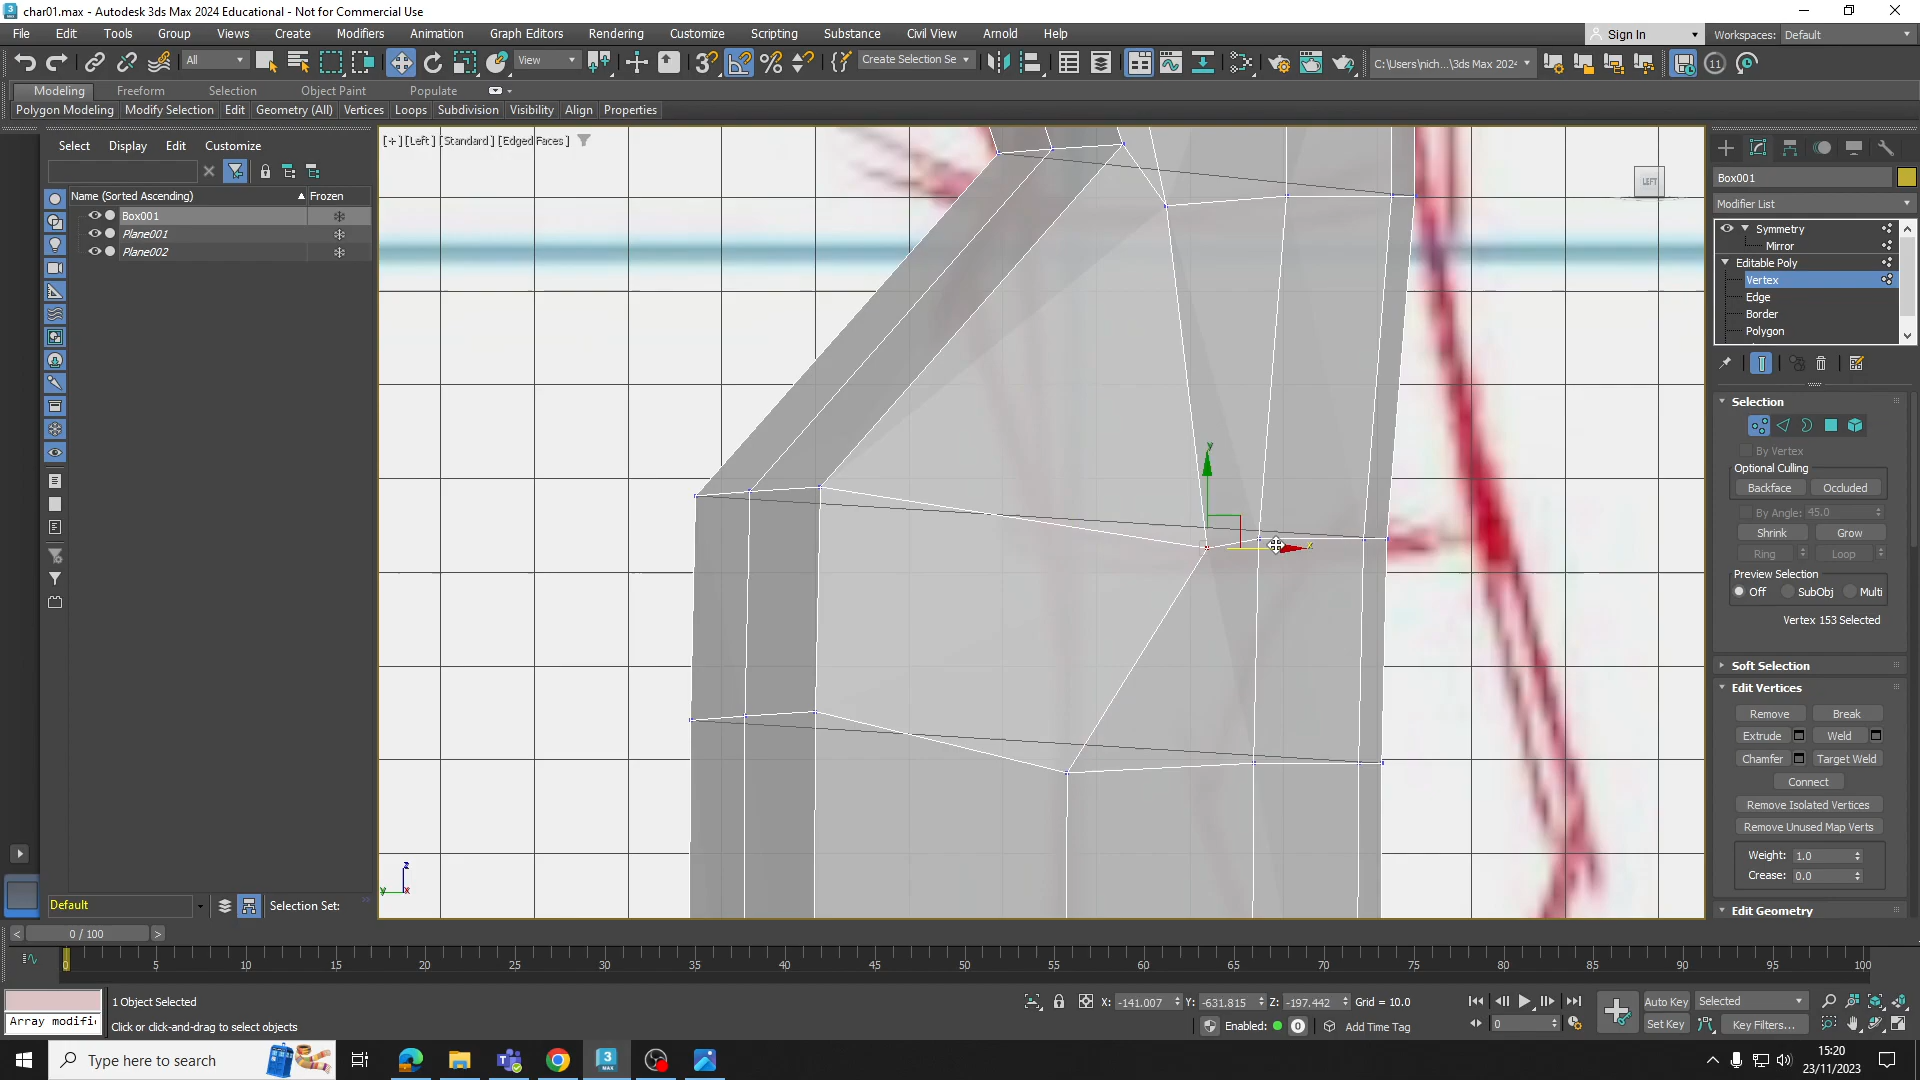 char01.max - Autodesk 3ds Max 2024 Educational - Not for Commercial Use
File Edit Tools Group Views Create Modifiers Animation Graph Editors Rendering Customize Scripting Substance Civil View Arnold Help Sign In Workspaces: Default
All View Create Selection Se C:\Users\nich...\3ds Max 2024 11
Modeling Freeform Selection Object Paint Populate
Polygon Modeling Modify Selection Edit Geometry (All) Vertices Loops Subdivision Visibility Align Properties
Select Display Edit Customize
[+] [Left] [Standard] [Edged Faces]
LEFT
Name (Sorted Ascending) Frozen
Box001
Plane001
Plane002
Box001
Modifier List
Symmetry
Mirror
Editable Poly
Vertex
Edge
Border
Polygon
Selection
By Vertex
Optional Culling
Backface Occluded
By Angle: 45.0
Shrink Grow
Ring Loop
Preview Selection
Off SubObj Multi
Vertex 153 Selected
Soft Selection
Edit Vertices
Remove Break
Extrude Weld
Chamfer Target Weld
Connect
Remove Isolated Vertices
Remove Unused Map Verts
Weight: 1.0
Crease: 0.0
Edit Geometry
y
x
z
y x
Default Selection Set:
< 0 / 100 >
0 5 10 15 20 25 30 35 40 45 50 55 60 65 70 75 80 85 90 95 100
1 Object Selected X: -141.007 Y: -631.815 Z: -197.442 Grid = 10.0 Auto Key Selected
Array modifi Click or click-and-drag to select objects Enabled: 0 Add Time Tag 0 Set Key Key Filters...
Type here to search
15:20
23/11/2023